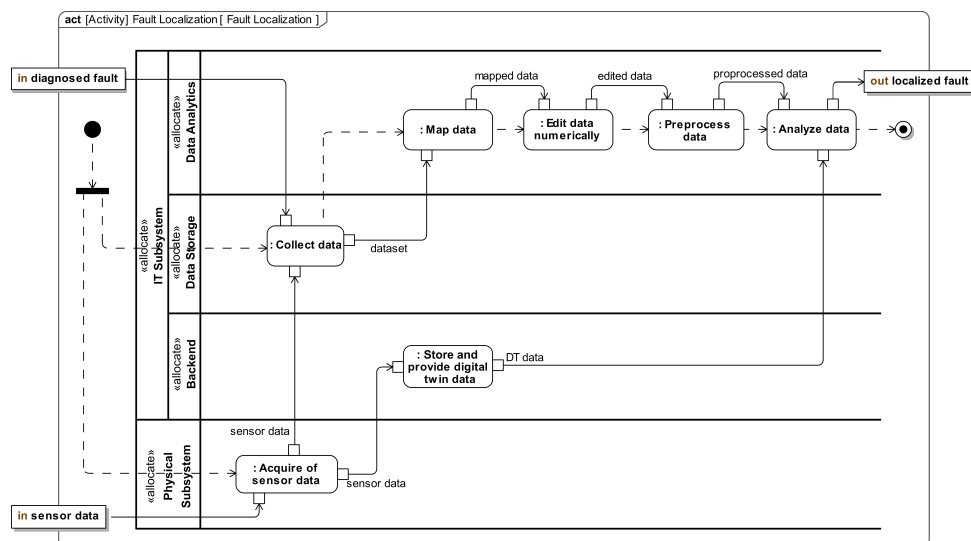 act [Activity] Fault Localization [ Fault Localization ]
in diagnosed fault
out localized fault
mapped data
edited data
proprocessed data
«allocate»
Data Analytics
: Map data
: Edit data
numerically
: Preprocess
data
: Analyze data
«allocate»
IT Subsystem
«allocate»
Data Storage
: Collect data
dataset
«allocate»
Backend
: Store and
provide digital
twin data
DT data
sensor data
«allocate»
Physical
Subsystem
: Acquire of
sensor data
sensor data
in sensor data